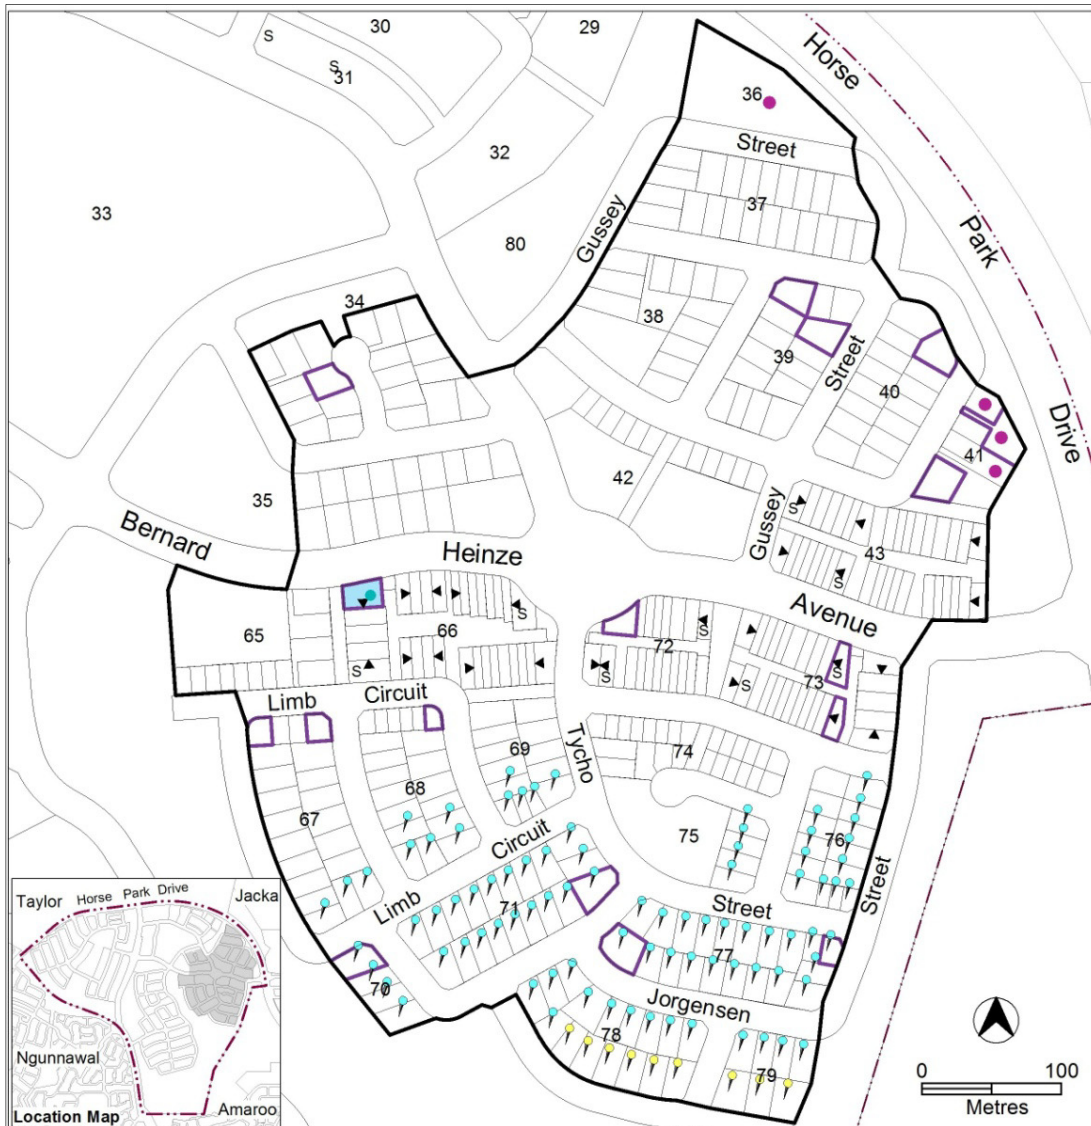 30
29
S
S
31
Horse
36
32
Street
33
37
Park
80
Gussey
34
38
39
Street
40
Drive
41
42
35
S
Gussey
43
S
Bernard
Heinze
Avenue
65
66
S
S
72
S
S
73
S
S
Limb
Circuit
69
Tycho
74
68
67
75
76
Circuit
Limb
71
Street
Street
77
70
Jorgensen
78
79
0
100
Metres
Taylor
Horse Park Drive
Jacka
Ngunnawal
Amaroo
Location Map